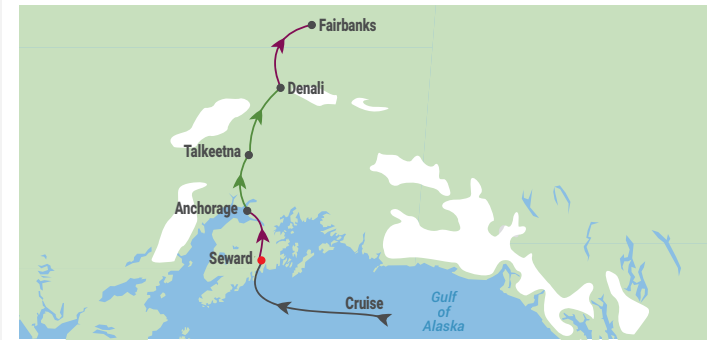 Fairbanks
Denali
Talkeetna
Anchorage
Seward
Cruise
Gulf
of
Alaska